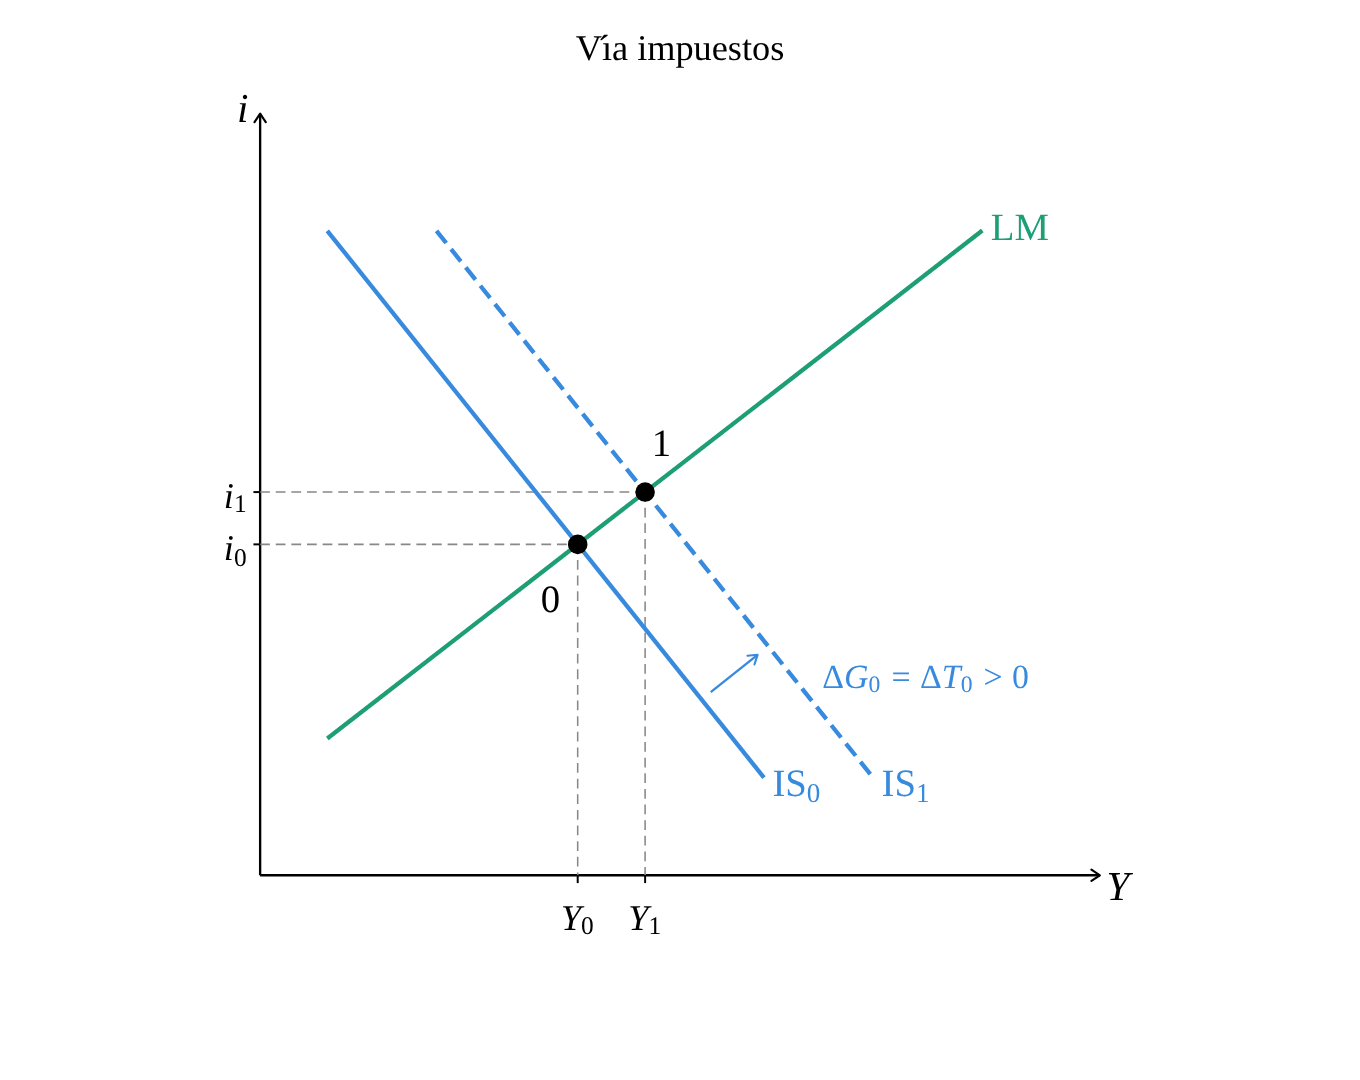 Vía impuestos
i
LM
1
i₁
i₀
0
ΔG₀ = ΔT₀ > 0
IS₀
IS₁
Y
Y₀
Y₁